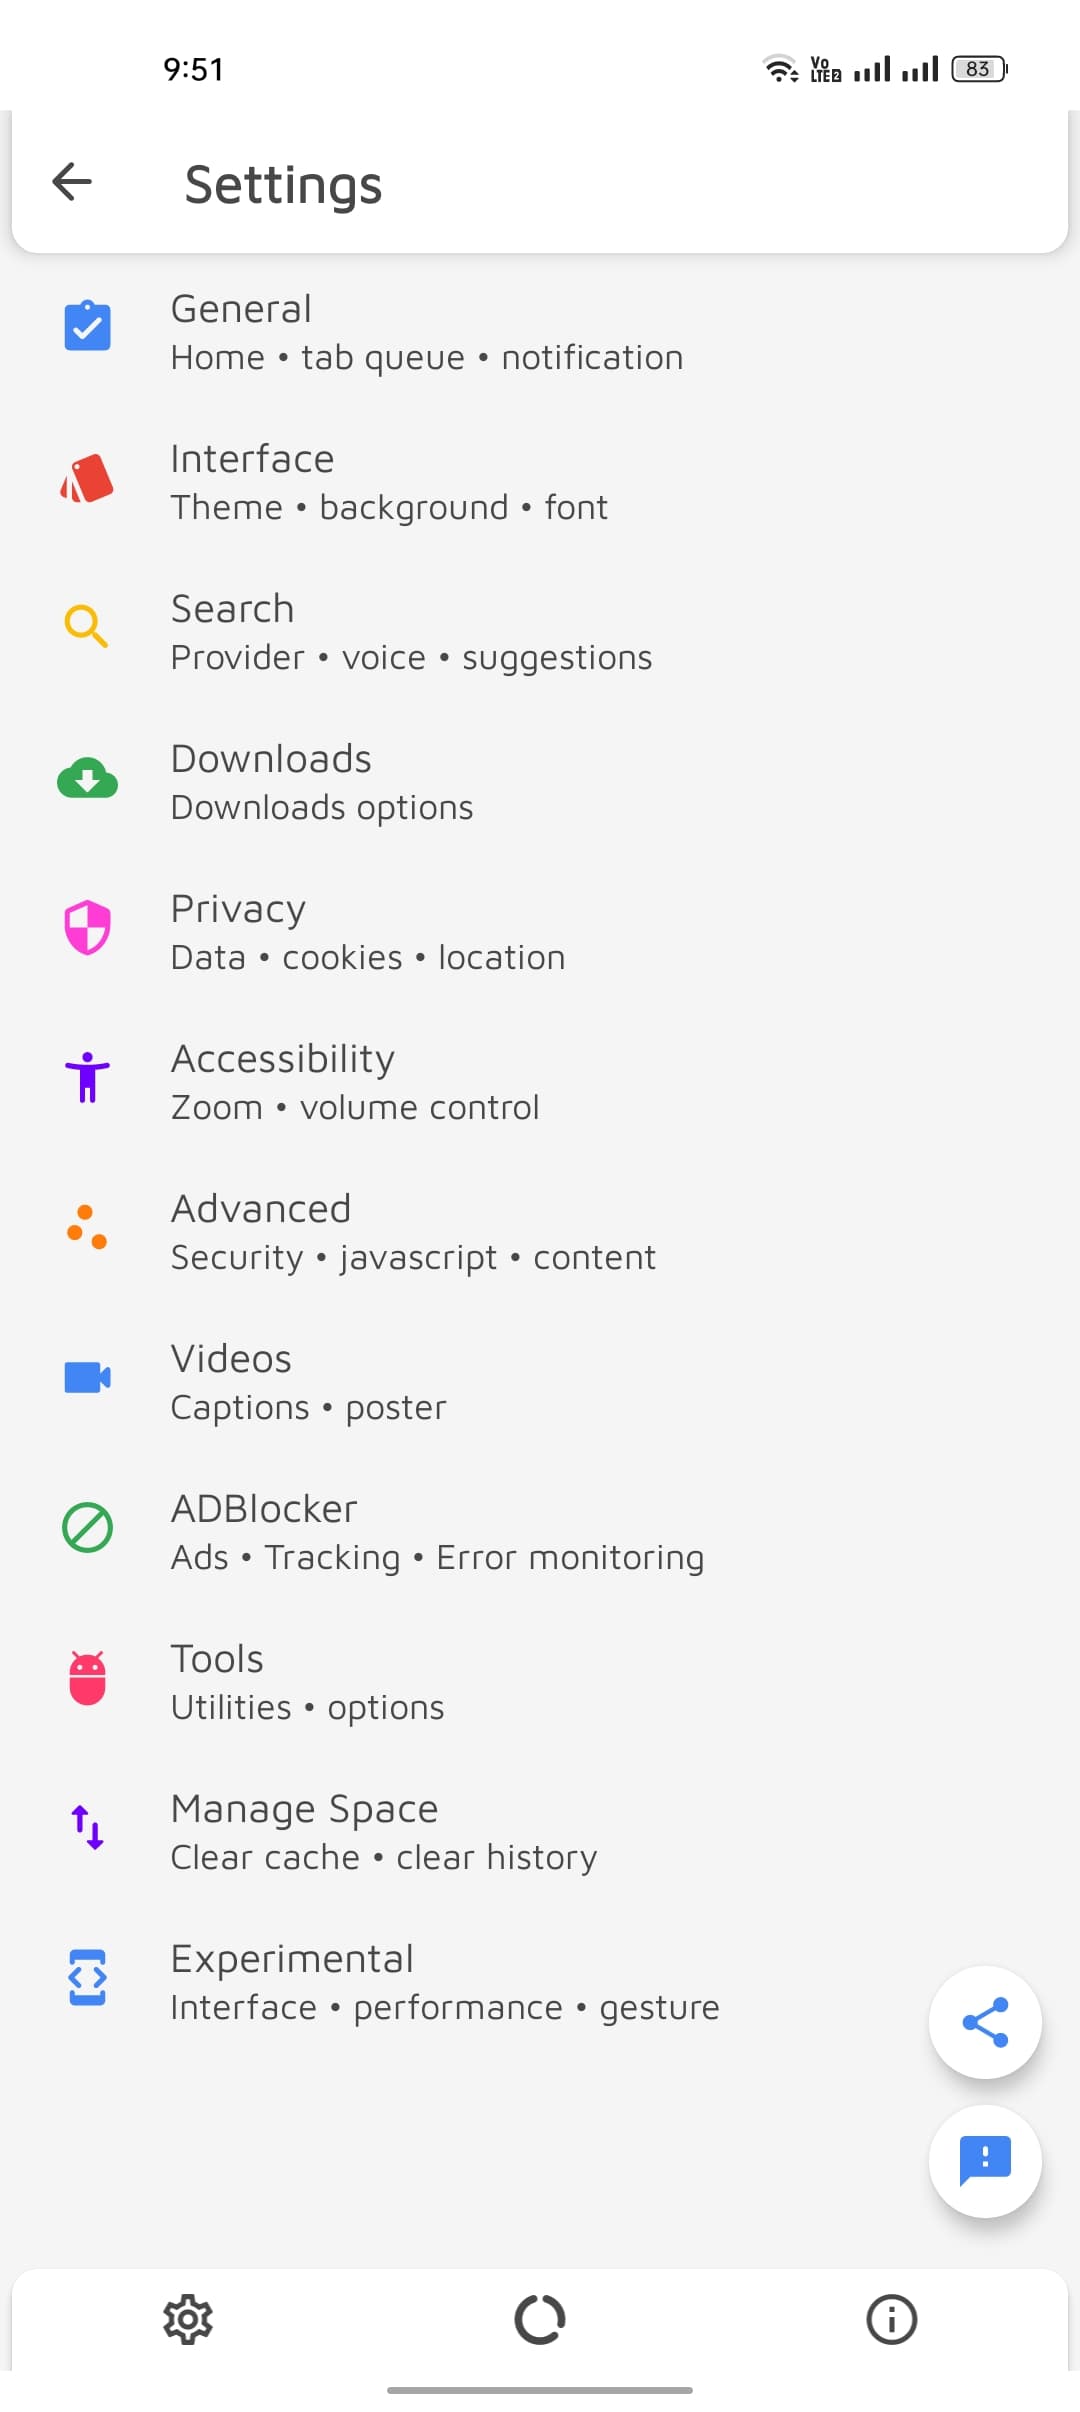 9:51
Vo
LTE 2
83
Settings
General
Home • tab queue • notification
Interface
Theme • background • font
Search
Provider • voice • suggestions
Downloads
Downloads options
Privacy
Data • cookies • location
Accessibility
Zoom • volume control
Advanced
Security • javascript • content
Videos
Captions • poster
ADBlocker
Ads • Tracking • Error monitoring
Tools
Utilities • options
Manage Space
Clear cache • clear history
Experimental
Interface • performance • gesture